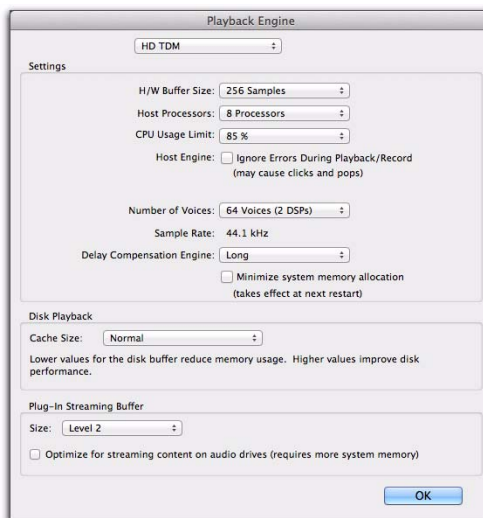 Playback Engine
HD TDM
Settings
H/W Buffer Size: 256 Samples
Host Processors: 8 Processors
CPU Usage Limit: 85 %
Host Engine: Ignore Errors During Playback/Record
(may cause clicks and pops)
Number of Voices: 64 Voices (2 DSPs)
Sample Rate: 44.1 kHz
Delay Compensation Engine: Long
Minimize system memory allocation
(takes effect at next restart)
Disk Playback
Cache Size: Normal
Lower values for the disk buffer reduce memory usage. Higher values improve disk
performance.
Plug-In Streaming Buffer
Size: Level 2
Optimize for streaming content on audio drives (requires more system memory)
OK